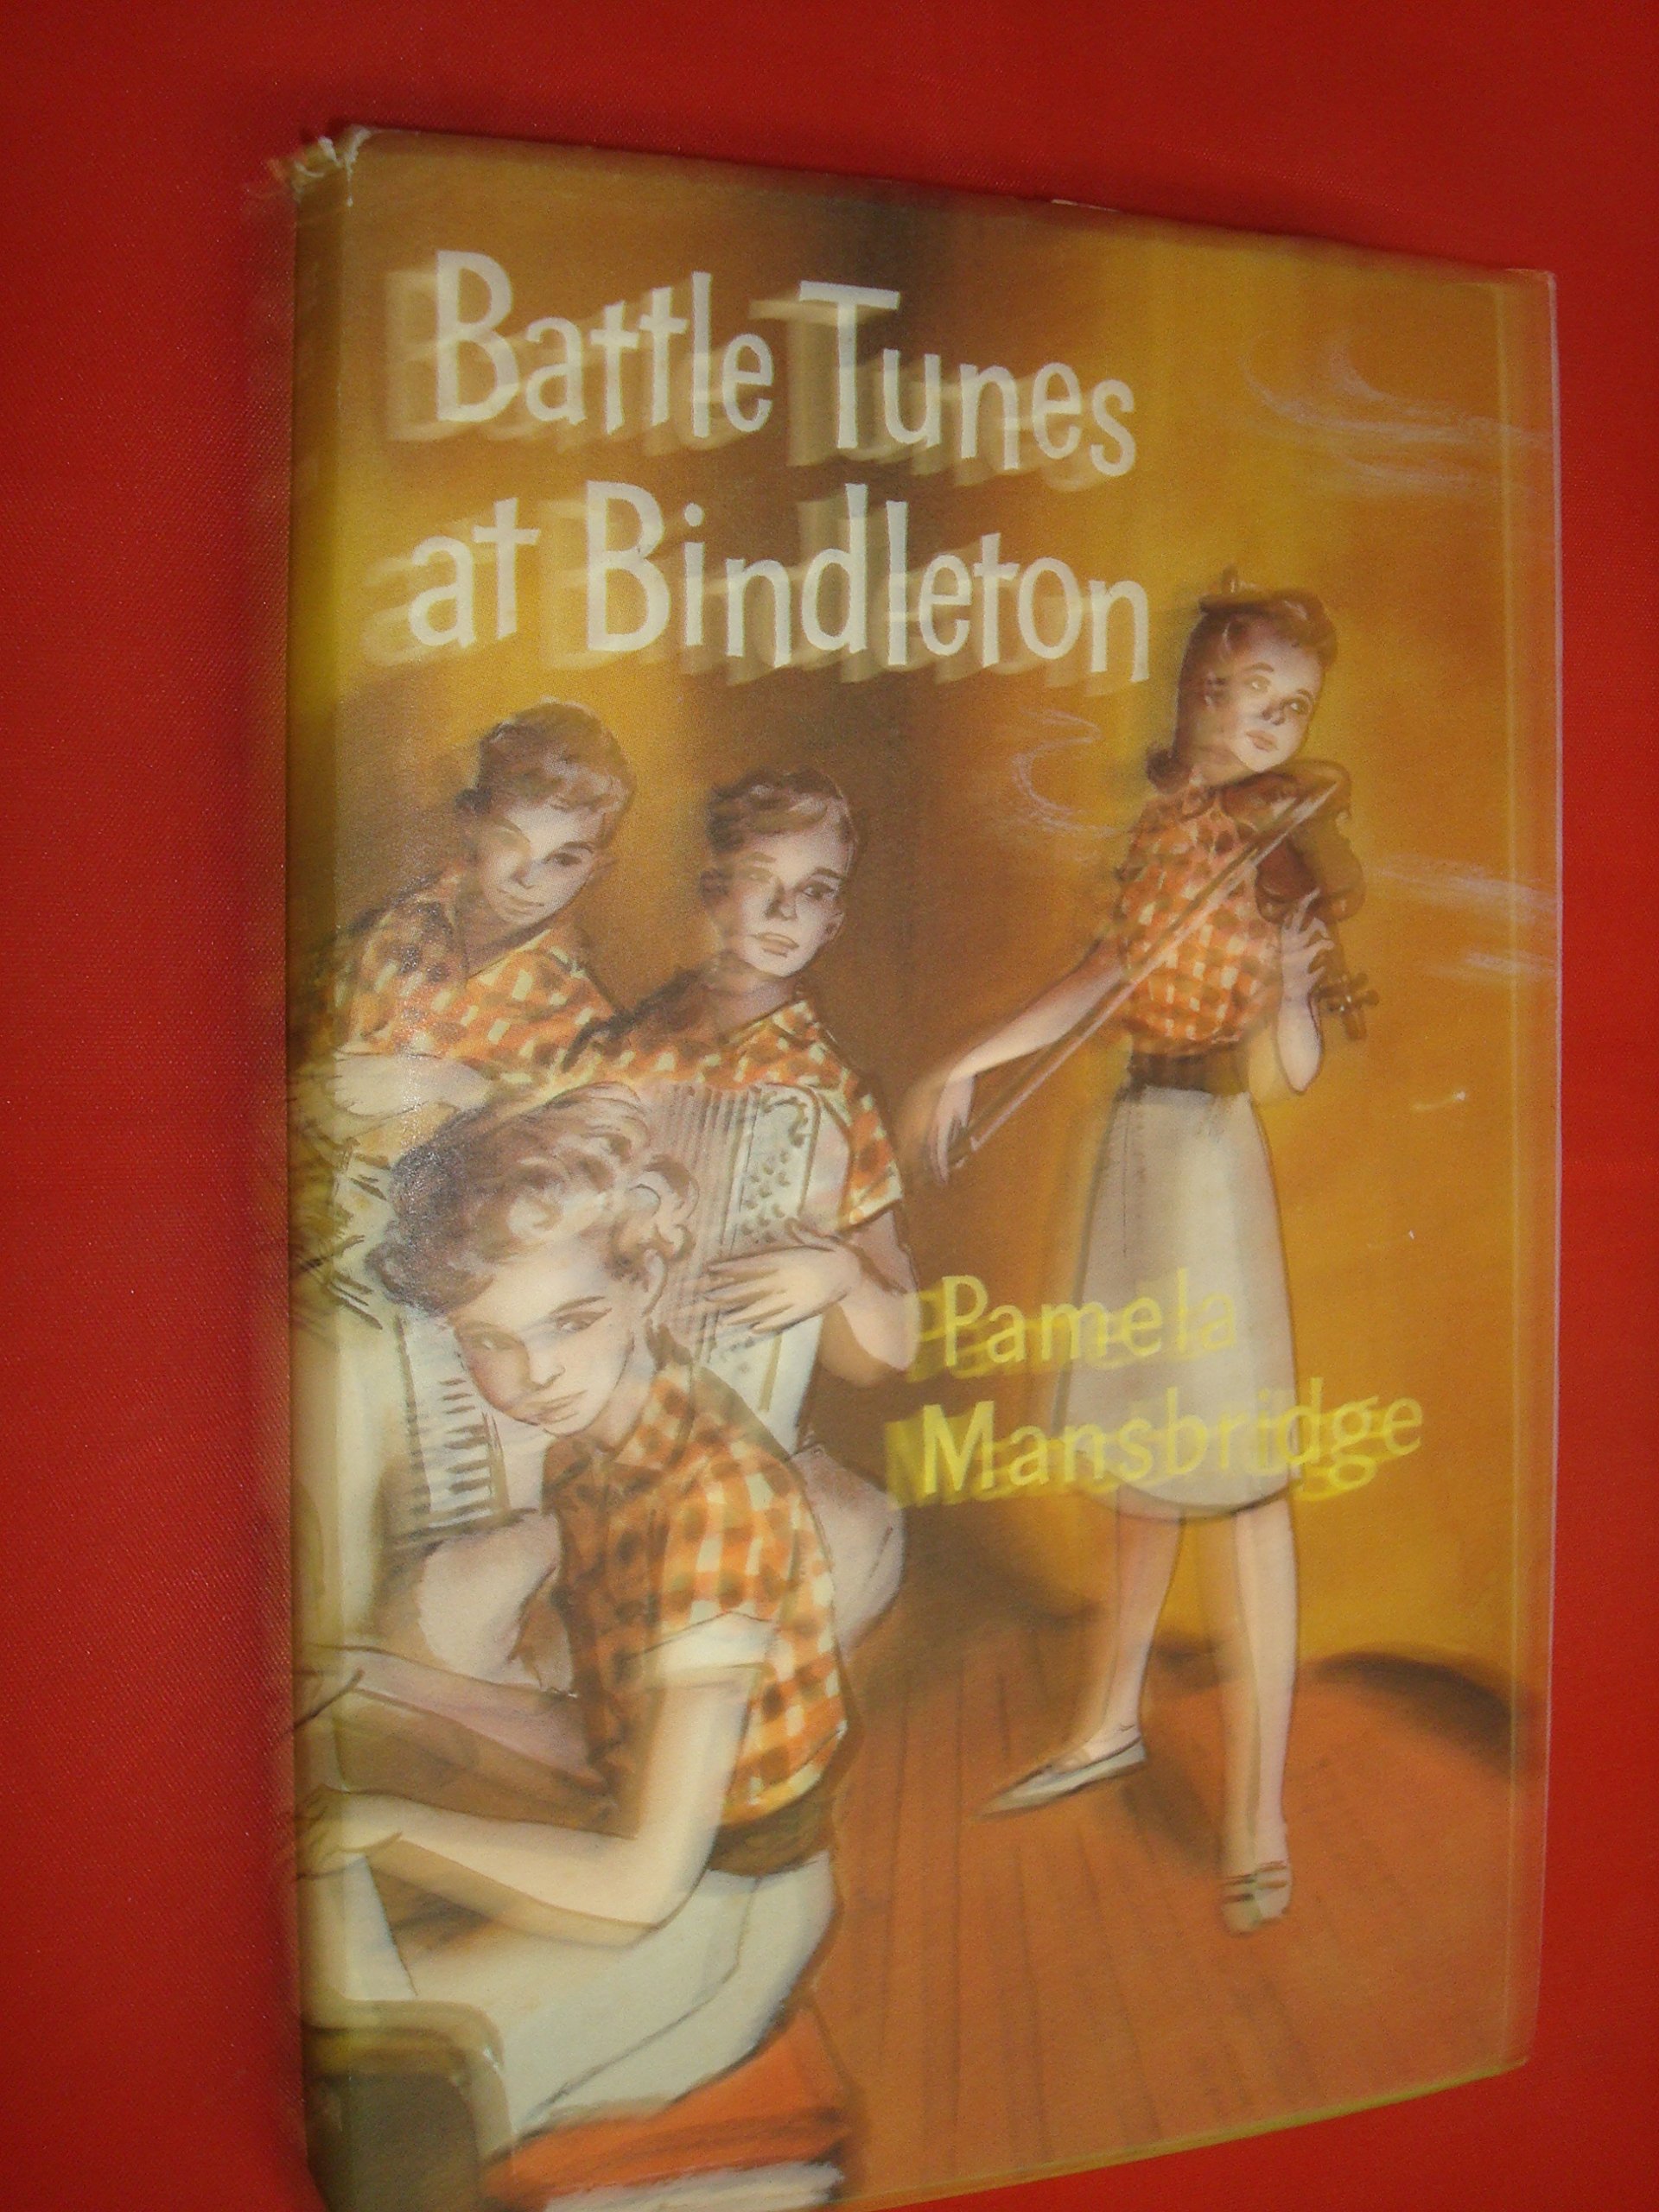 Battle Tunes
at Bindleton
Pamela
Mansbridge